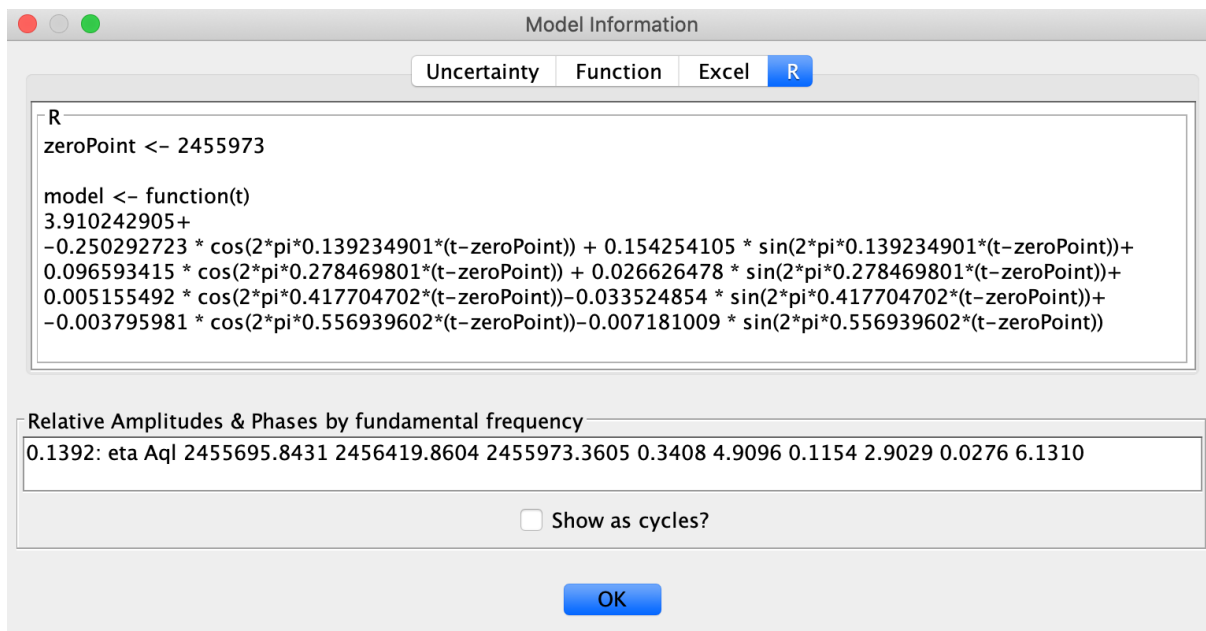 Model Information
Uncertainty Function Excel R
R
zeroPoint <- 2455973
model <- function(t)
3.910242905+
-0.250292723 * cos(2*pi*0.139234901*(t-zeroPoint)) + 0.154254105 * sin(2*pi*0.139234901*(t-zeroPoint))+
0.096593415 * cos(2*pi*0.278469801*(t-zeroPoint)) + 0.026626478 * sin(2*pi*0.278469801*(t-zeroPoint))+
0.005155492 * cos(2*pi*0.417704702*(t-zeroPoint))-0.033524854 * sin(2*pi*0.417704702*(t-zeroPoint))+
-0.003795981 * cos(2*pi*0.556939602*(t-zeroPoint))-0.007181009 * sin(2*pi*0.556939602*(t-zeroPoint))
Relative Amplitudes & Phases by fundamental frequency
0.1392: eta Aql 2455695.8431 2456419.8604 2455973.3605 0.3408 4.9096 0.1154 2.9029 0.0276 6.1310
Show as cycles?
OK